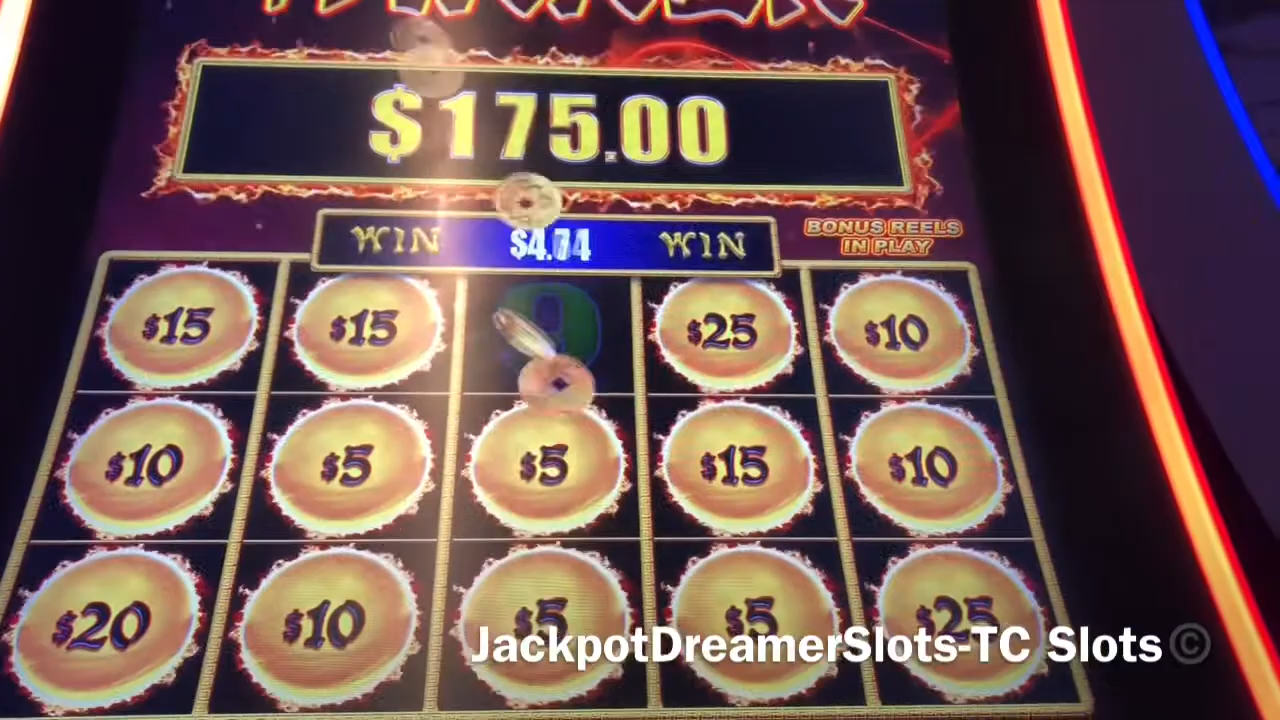 $175.00
WIN $4.74 WIN
BONUS REELS
IN PLAY
$15 $15 9 $25 $10
$10 $5 $5 $15 $10
$20 $10 $5 $5 $25
JackpotDreamerSlots-TC Slots ©